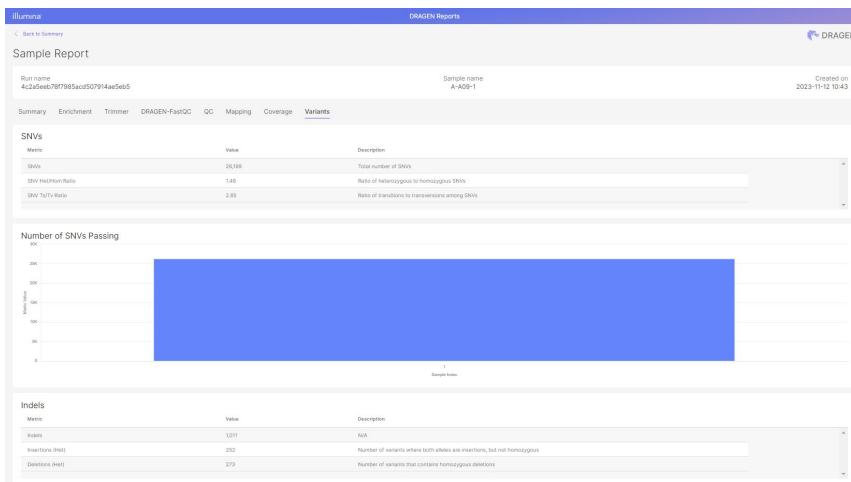 illumina
DRAGEN Reports
Back to Summary
DRAGEN
Sample Report
Run name
4c2a5eeb78f7985acd507914ae5eb5
Sample name
A-A09-1
Created on
2023-11-12 10:43
Summary Enrichment Trimmer DRAGEN-FastQC QC Mapping Coverage Variants
SNVs
Metric Value Description
SNVs 26,199 Total number of SNVs
SNV Het/Hom Ratio 1.46 Ratio of heterozygous to homozygous SNVs
SNV Ts/Tv Ratio 2.85 Ratio of transitions to transversions among SNVs
Number of SNVs Passing
30K
25K
20K
15K
10K
5K
0
Metric Value
1
Sample Index
Indels
Metric Value Description
Indels 1,011 N/A
Insertions (Het) 252 Number of variants where both alleles are insertions, but not homozygous
Deletions (Het) 273 Number of variants that contains homozygous deletions